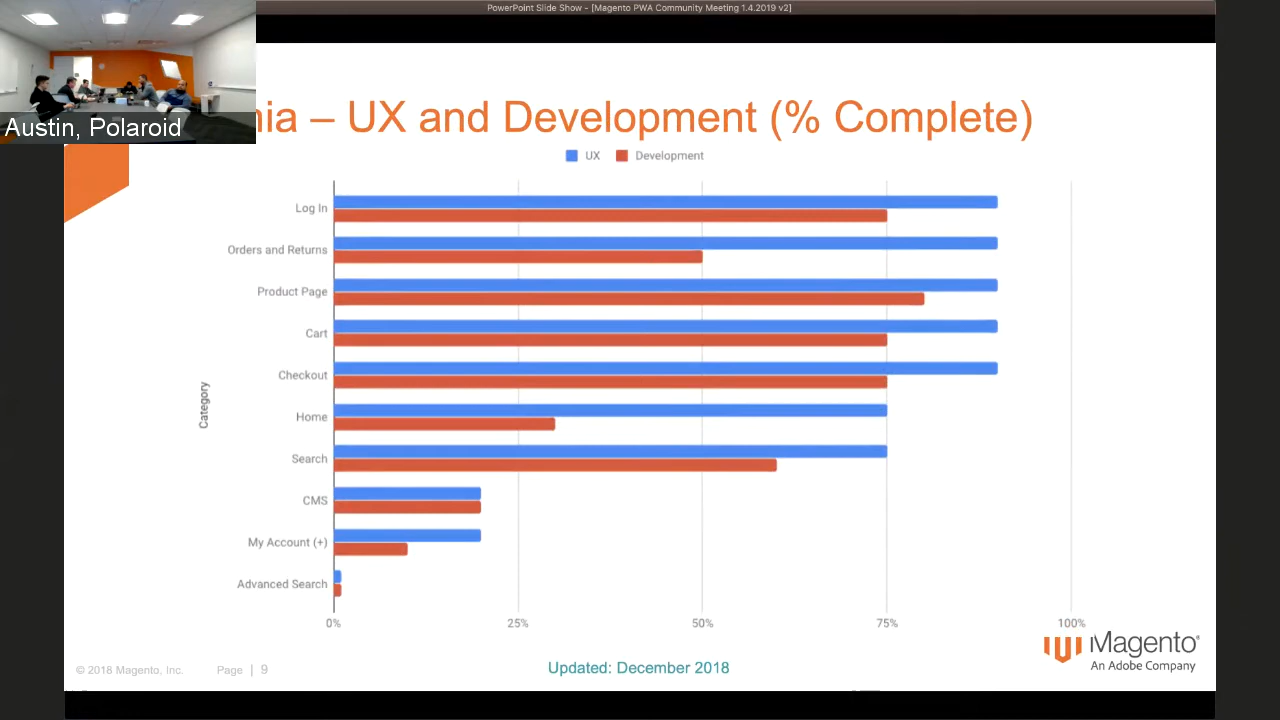 PowerPoint Slide Show - [Magento PWA Community Meeting 1.4.2019 v2]
Austin, Polaroid
– UX and Development (% Complete)
UX Development
Log In
Orders and Returns
Product Page
Cart
Checkout
Home
Search
CMS
My Account (+)
Advanced Search
Category
0% 25% 50% 75% 100%
© 2018 Magento, Inc. Page | 9
Updated: December 2018
Magento®
An Adobe Company